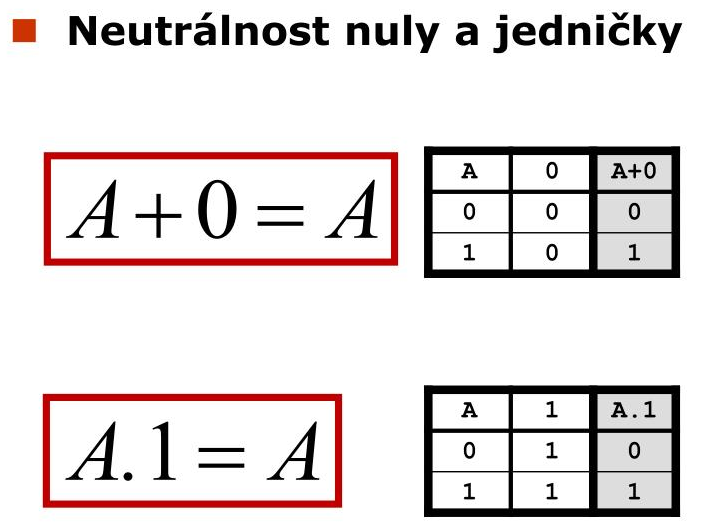 Neutrálnost nuly a jedničky
A + 0 = A
A 0 A+0
0 0 0
1 0 1
A.1 = A
A 1 A.1
0 1 0
1 1 1